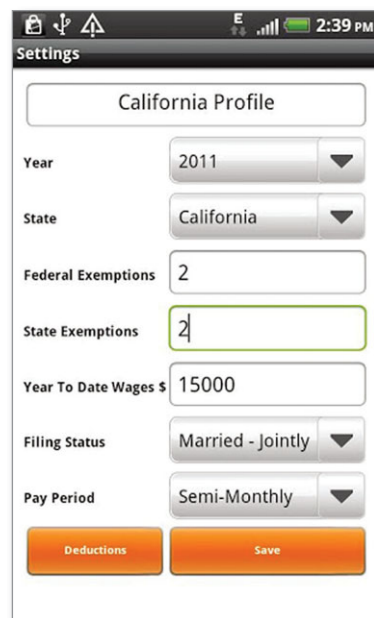 E 2:39 PM
Settings
California Profile
Year 2011
State California
Federal Exemptions 2
State Exemptions 2
Year To Date Wages $ 15000
Filing Status Married - Jointly
Pay Period Semi-Monthly
Deductions Save